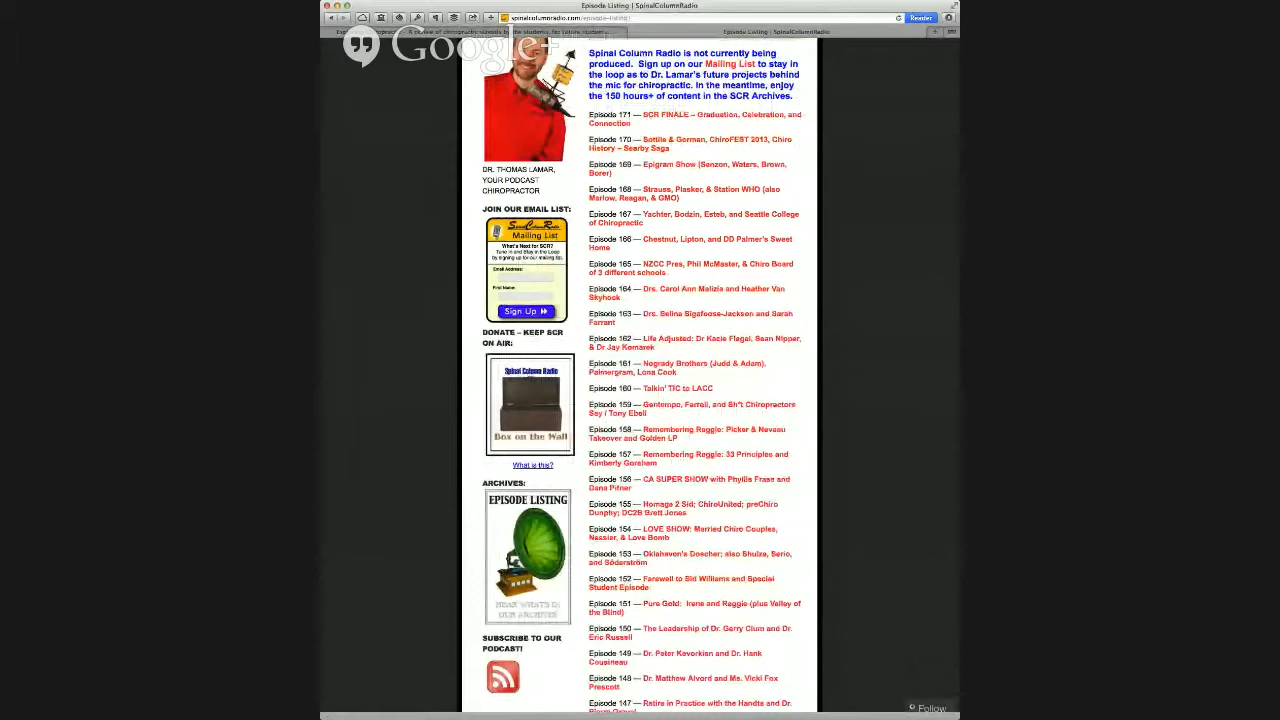 Episode Listing | SpinalColumnRadio
spinalcolumnradio.com/episode-listing/
Reader
Episode Listing | SpinalColumnRadio
Google+
DR. THOMAS LAMAR,
YOUR PODCAST
CHIROPRACTOR
JOIN OUR EMAIL LIST:
SpinalColumnRadio
Mailing List
What's Next for SCR?
Tune in and Stay in the Loop
by signing up for our mailing list.
Email Address:
First Name:
Sign Up
DONATE – KEEP SCR
ON AIR:
Spinal Column Radio
Box on the Wall
What is this?
ARCHIVES:
EPISODE LISTING
HEAR WHAT'S IN
OUR ARCHIVE!
SUBSCRIBE TO OUR
PODCAST!
Spinal Column Radio is not currently being
produced. Sign up on our Mailing List to stay in
the loop as to Dr. Lamar's future projects behind
the mic for chiropractic. In the meantime, enjoy
the 150 hours+ of content in the SCR Archives.
Episode 171 — SCR FINALE – Graduation, Celebration, and
Connection
Episode 170 — Sottile & Gorman, ChiroFEST 2013, Chiro
History – Searby Saga
Episode 169 — Epigram Show (Senzon, Waters, Brown,
Borer)
Episode 168 — Strauss, Plasker, & Station WHO (also
Marlow, Reagan, & GMO)
Episode 167 — Yachter, Bodzin, Esteb, and Seattle College
of Chiropractic
Episode 166 — Chestnut, Lipton, and DD Palmer's Sweet
Home
Episode 165 — NZCC Pres, Phil McMaster, & Chiro Board
of 3 different schools
Episode 164 — Drs. Carol Ann Malizia and Heather Van
Skyhock
Episode 163 — Drs. Selina Sigafoose-Jackson and Sarah
Farrant
Episode 162 — Life Adjusted: Dr Kacie Flegal, Sean Nipper,
& Dr Jay Komarek
Episode 161 — Nogrady Brothers (Judd & Adam),
Palmergram, Lona Cook
Episode 160 — Talkin' TIC to LACC
Episode 159 — Gentempo, Farrell, and Sh*t Chiropractors
Say / Tony Ebell
Episode 158 — Remembering Reggie: Picker & Naveau
Takeover and Golden LP
Episode 157 — Remembering Reggie: 33 Principles and
Kimberly Goreham
Episode 156 — CA SUPER SHOW with Phyllis Frase and
Dana Pitner
Episode 155 — Homage 2 Sid; ChiroUnited; preChiro
Dunphy; DC2B Brett Jones
Episode 154 — LOVE SHOW: Married Chiro Couples,
Nassier, & Love Bomb
Episode 153 — Oklahaven's Doscher; also Shulze, Serio,
and Söderström
Episode 152 — Farewell to Sid Williams and Special
Student Episode
Episode 151 — Pure Gold: Irene and Reggie (plus Valley of
the Blind)
Episode 150 — The Leadership of Dr. Gerry Clum and Dr.
Eric Russell
Episode 149 — Dr. Peter Kevorkian and Dr. Hank
Cousineau
Episode 148 — Dr. Matthew Alvord and Ms. Vicki Fox
Prescott
Episode 147 — Retire in Practice with the Handts and Dr.
Follow